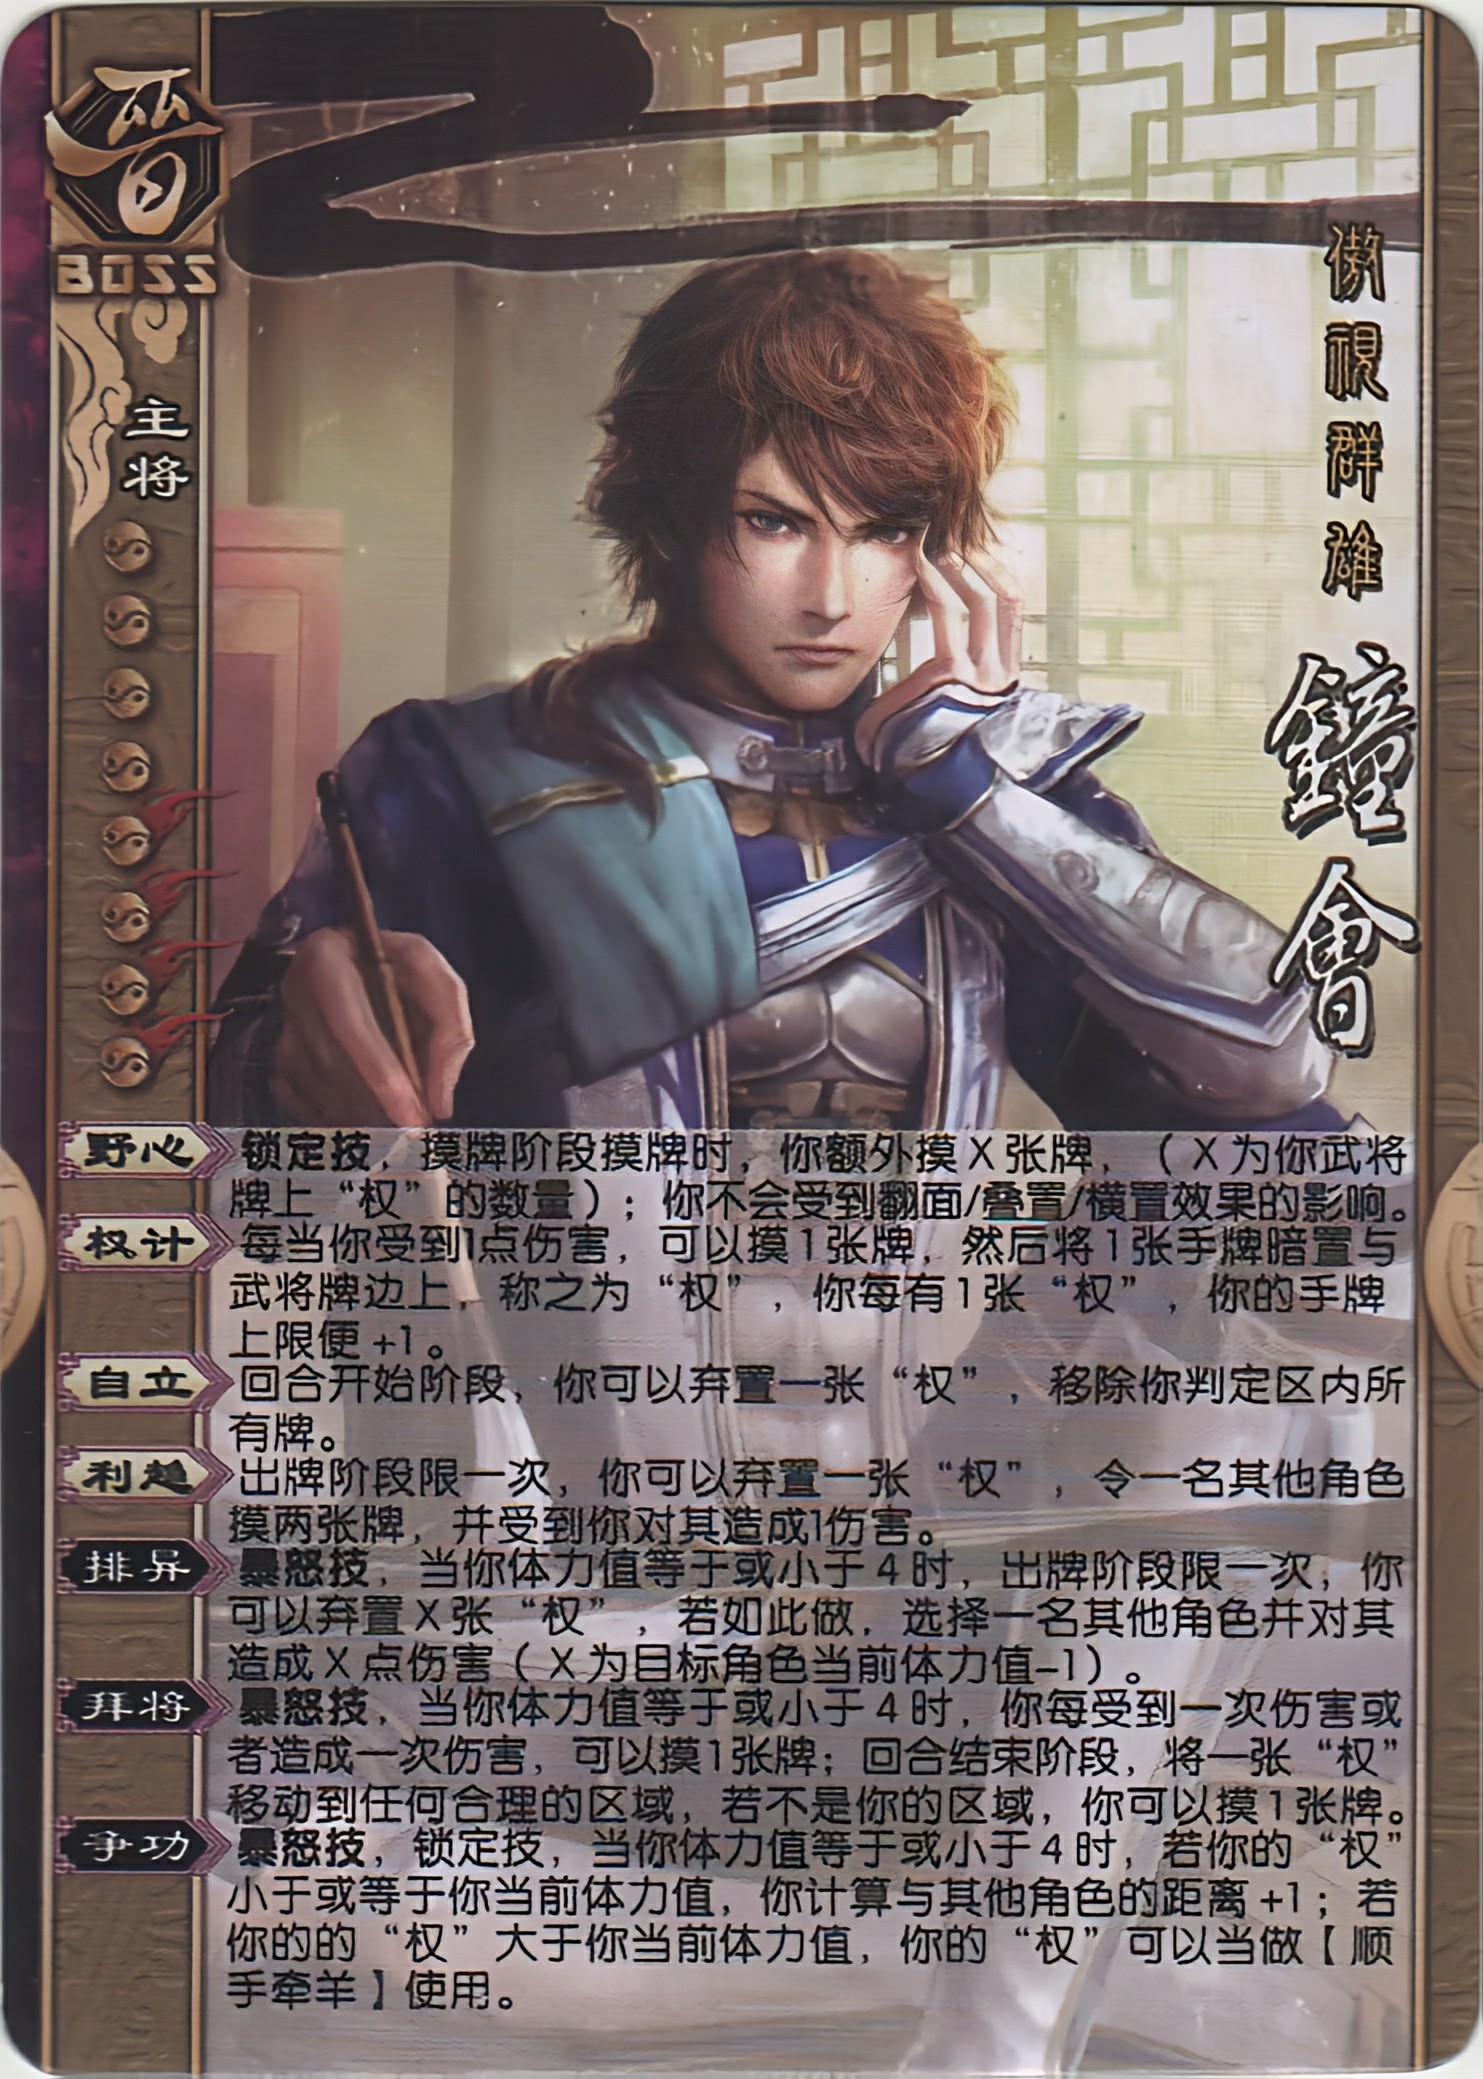 晋
BOSS
主将
傲視群雄
鐘會
野心
锁定技，摸牌阶段摸牌时，你额外摸X张牌，（X为你武将
牌上“权”的数量）；你不会受到翻面/叠置/横置效果的影响。
权计
每当你受到1点伤害，可以摸1张牌，然后将1张手牌暗置与
武将牌边上，称之为“权”，你每有1张“权”，你的手牌
上限便+1。
自立
回合开始阶段，你可以弃置一张“权”，移除你判定区内所
有牌。
利趋
出牌阶段限一次，你可以弃置一张“权”，令一名其他角色
摸两张牌，并受到你对其造成1伤害。
排异
暴怒技，当你体力值等于或小于4时，出牌阶段限一次，你
可以弃置X张“权”，若如此做，选择一名其他角色并对其
造成X点伤害（X为目标角色当前体力值-1）。
拜将
暴怒技，当你体力值等于或小于4时，你每受到一次伤害或
者造成一次伤害，可以摸1张牌；回合结束阶段，将一张“权”
移动到任何合理的区域，若不是你的区域，你可以摸1张牌。
争功
暴怒技，锁定技，当你体力值等于或小于4时，若你的“权”
小于或等于你当前体力值，你计算与其他角色的距离+1；若
你的的“权”大于你当前体力值，你的“权”可以当做【顺
手牵羊】使用。